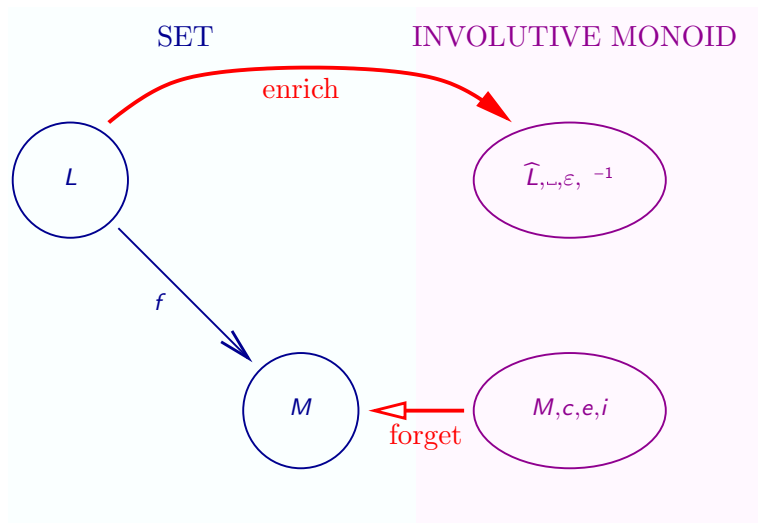 SET
INVOLUTIVE MONOID
enrich
L
L̂,␣,ε, ⁻¹
f
M
M,c,e,i
forget